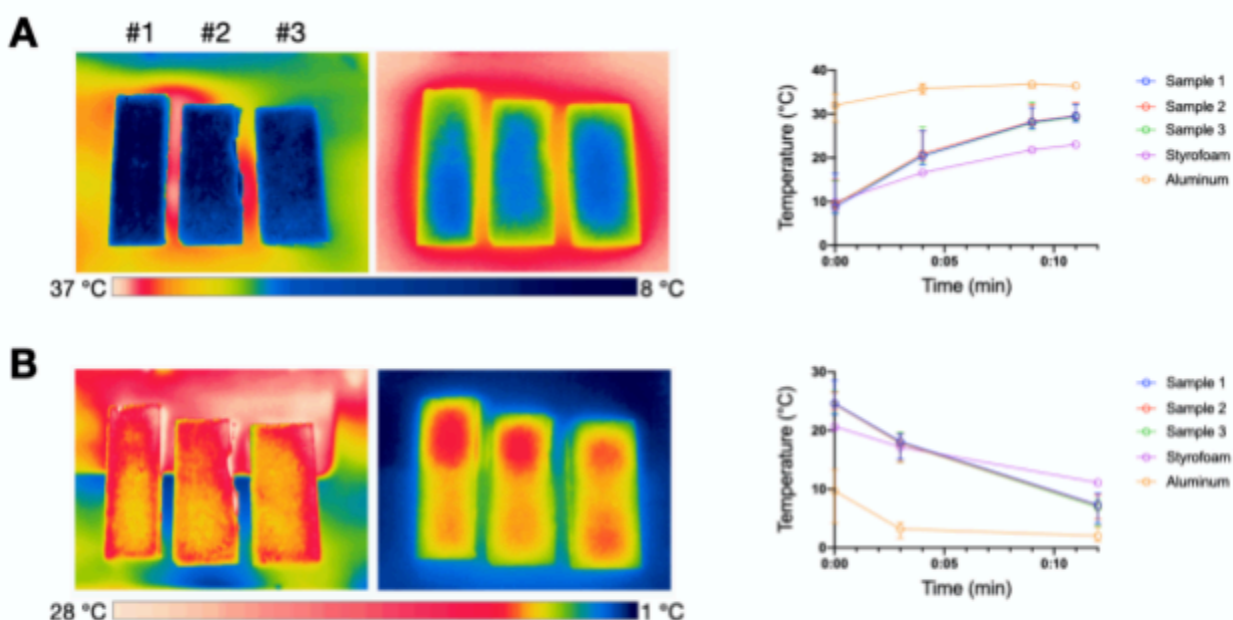 A
#1 #2 #3
37 °C 8 °C
Temperature (°C)
40
30
20
10
0
0:00 0:05 0:10
Time (min)
Sample 1
Sample 2
Sample 3
Styrofoam
Aluminum
B
28 °C 1 °C
Temperature (°C)
30
20
10
0
0:00 0:05 0:10
Time (min)
Sample 1
Sample 2
Sample 3
Styrofoam
Aluminum